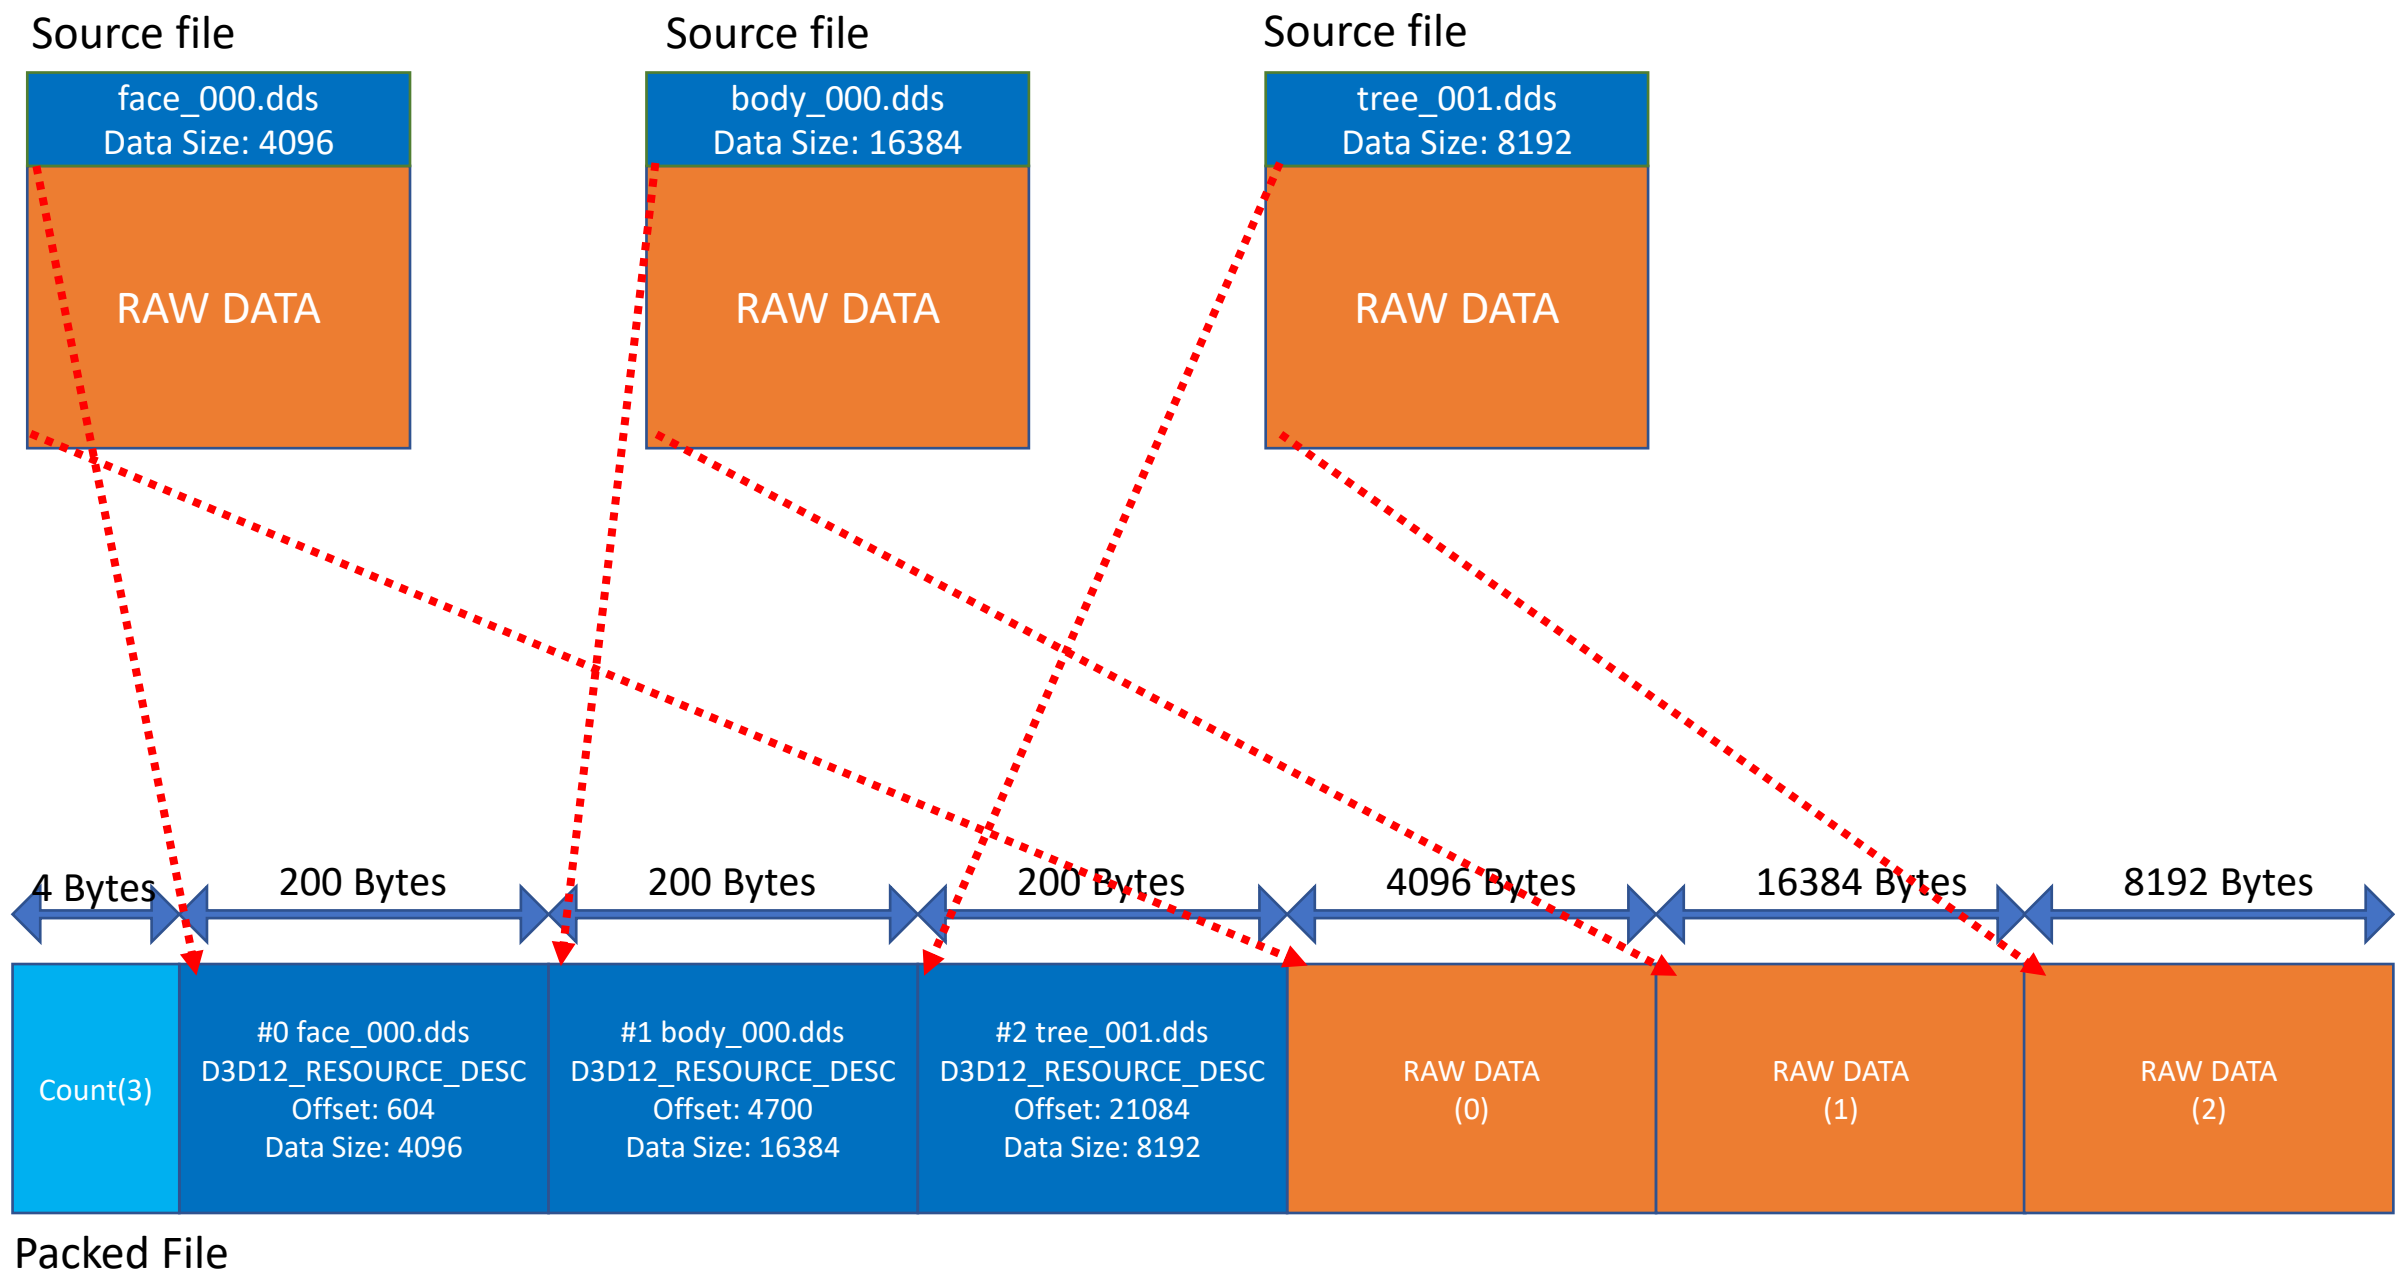 Source file
Source file
Source file
face_000.dds
Data Size: 4096
body_000.dds
Data Size: 16384
tree_001.dds
Data Size: 8192
RAW DATA
RAW DATA
RAW DATA
4 Bytes
200 Bytes
200 Bytes
200 Bytes
4096 Bytes
16384 Bytes
8192 Bytes
Count(3)
#0 face_000.dds
D3D12_RESOURCE_DESC
Offset: 604
Data Size: 4096
#1 body_000.dds
D3D12_RESOURCE_DESC
Offset: 4700
Data Size: 16384
#2 tree_001.dds
D3D12_RESOURCE_DESC
Offset: 21084
Data Size: 8192
RAW DATA
(0)
RAW DATA
(1)
RAW DATA
(2)
Packed File